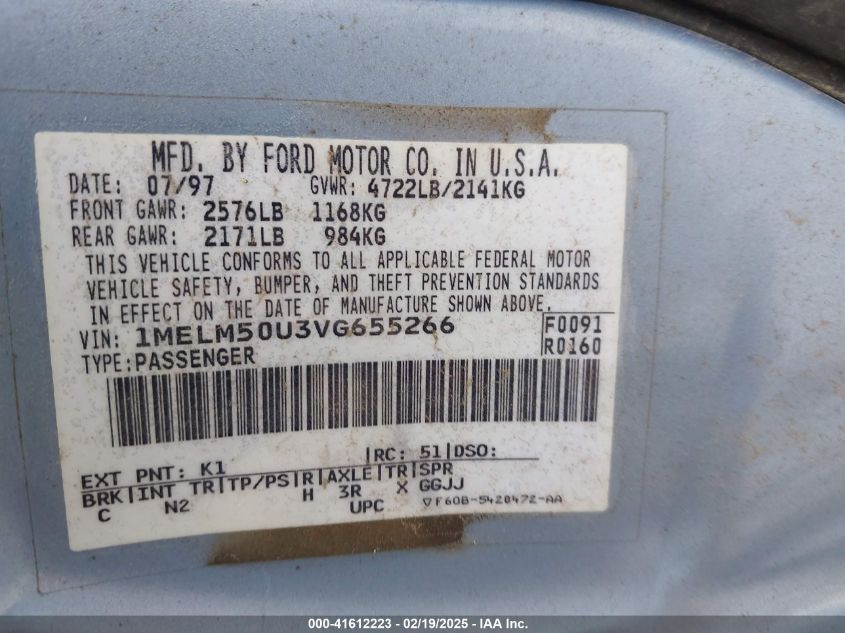 MFD. BY FORD MOTOR CO. IN U.S.A.
DATE: 07/97 GVWR: 4722LB/2141KG
FRONT GAWR: 2576LB 1168KG
REAR GAWR: 2171LB 984KG
THIS VEHICLE CONFORMS TO ALL APPLICABLE FEDERAL MOTOR
VEHICLE SAFETY, BUMPER, AND THEFT PREVENTION STANDARDS
IN EFFECT ON THE DATE OF MANUFACTURE SHOWN ABOVE.
VIN: 1MELM50U3VG655266 F0091
TYPE: PASSENGER R0160
RC: 51 DSO:
EXT PNT: K1
BRK INT TR TP/PS R AXLE TR SPR
C N2 H 3R X GGJJ
UPC ▽F60B-5420472-AA
000-41612223 - 02/19/2025 - IAA Inc.